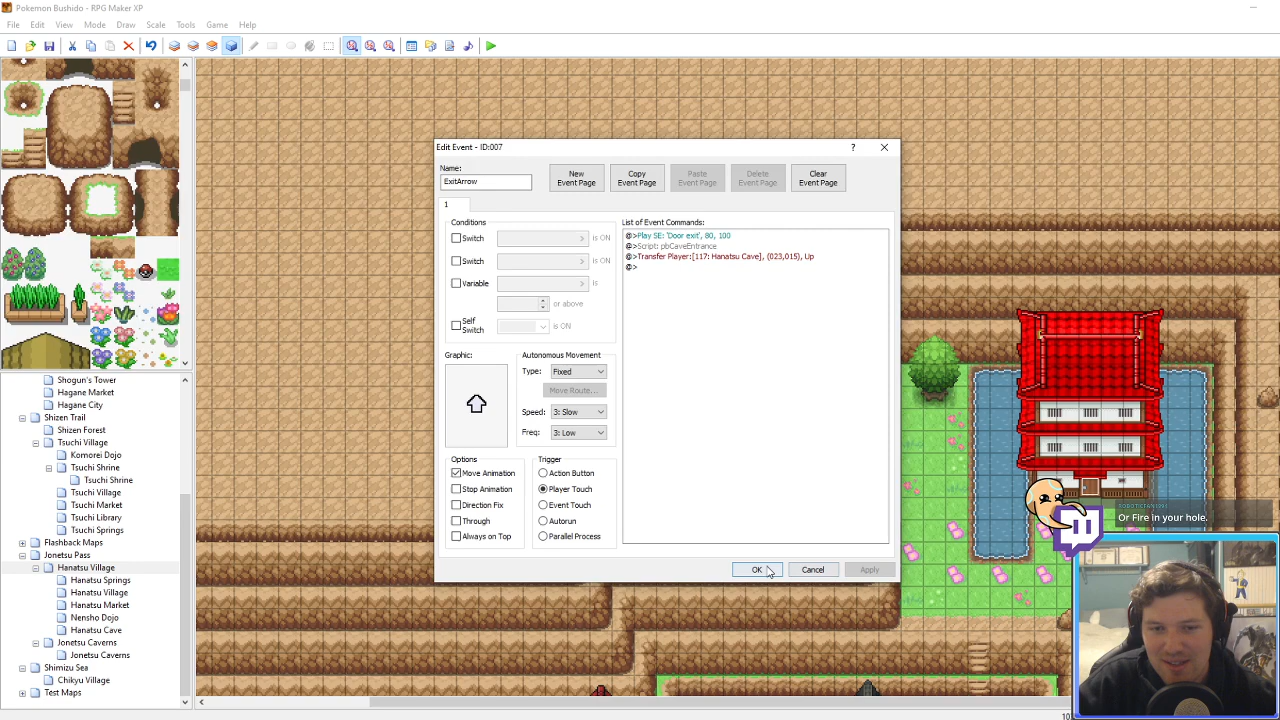 Pokemon Bushido - RPG Maker XP
File Edit View Mode Draw Scale Tools Game Help
Edit Event - ID:007
Name:
ExitArrow
New Event Page
Copy Event Page
Paste Event Page
Delete Event Page
Clear Event Page
1
Conditions
Switch is ON
Switch is ON
Variable is
or above
Self Switch is ON
Graphic:
Autonomous Movement
Type: Fixed
Move Route...
Speed: 3: Slow
Freq: 3: Low
Options
Move Animation
Stop Animation
Direction Fix
Through
Always on Top
Trigger
Action Button
Player Touch
Event Touch
Autorun
Parallel Process
List of Event Commands:
@>Play SE: 'Door exit', 80, 100
@>Script: pbCaveEntrance
@>Transfer Player:[117: Hanatsu Cave], (023,015), Up
@>
OK Cancel Apply
Shogun's Tower
Hagane Market
Hagane City
Shizen Trail
Shizen Forest
Tsuchi Village
Komorei Dojo
Tsuchi Shrine
Tsuchi Shrine
Tsuchi Village
Tsuchi Market
Tsuchi Library
Tsuchi Springs
Flashback Maps
Jonetsu Pass
Hanatsu Village
Hanatsu Springs
Hanatsu Village
Hanatsu Market
Nensho Dojo
Hanatsu Cave
Jonetsu Caverns
Jonetsu Caverns
Shimizu Sea
Chikyu Village
Test Maps
Or Fire in your hole.